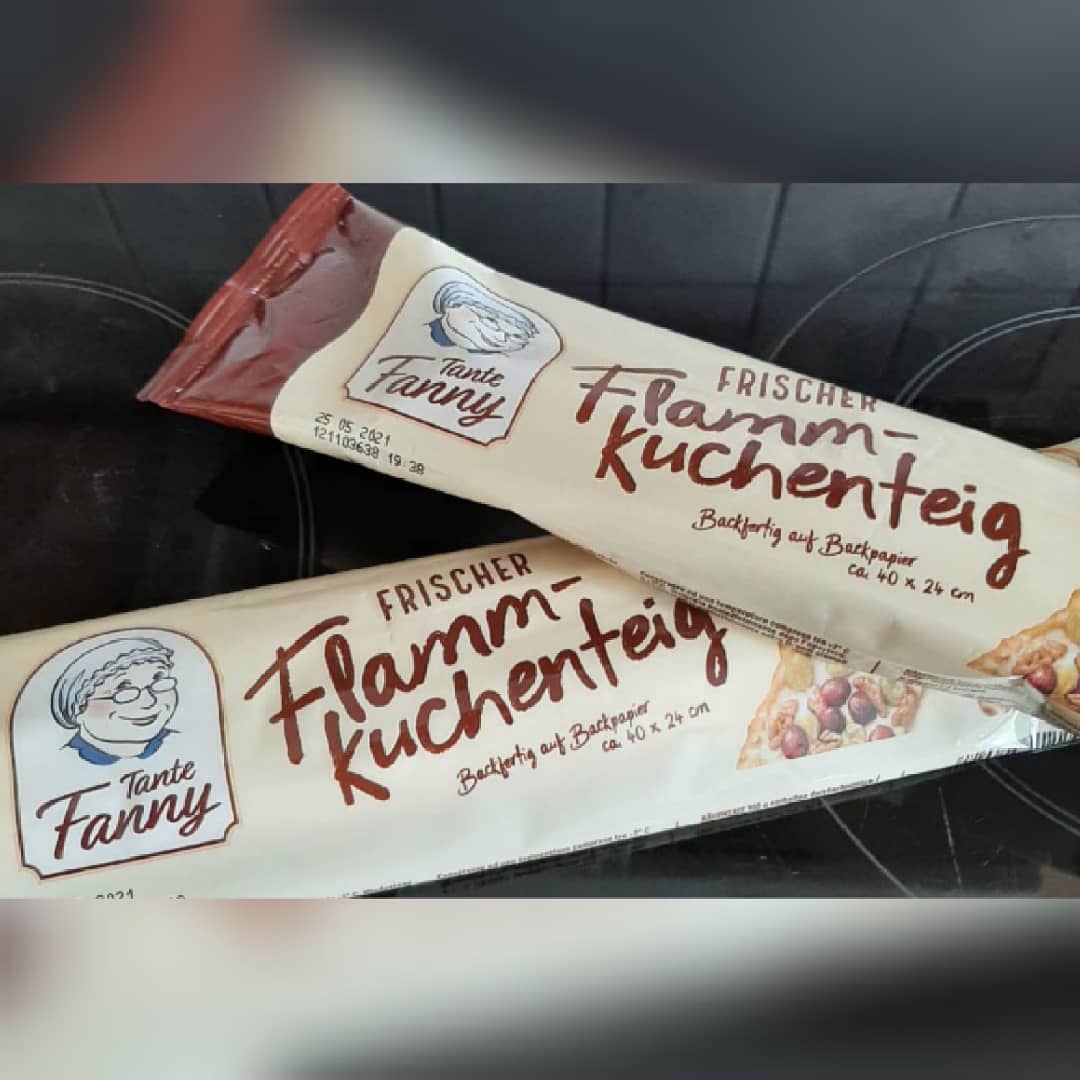 Tante
Fanny
25 05 2021
121103638 19:38
FRISCHER
Flamm-
kuchenteig
Backfertig auf Backpapier
ca. 40 x 24 cm
FRISCHER
Flamm-
kuchenteig
Backfertig auf Backpapier
ca. 40 x 24 cm
Tante
Fanny
2021